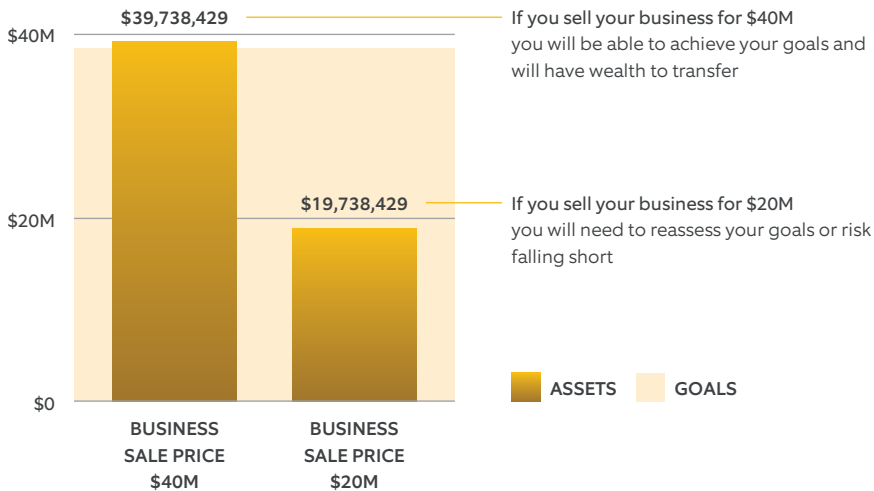 $39,738,429
If you sell your business for $40M
you will be able to achieve your goals and
will have wealth to transfer
$40M
$19,738,429
If you sell your business for $20M
you will need to reassess your goals or risk
falling short
$20M
ASSETS
GOALS
$0
BUSINESS
SALE PRICE
$40M
BUSINESS
SALE PRICE
$20M